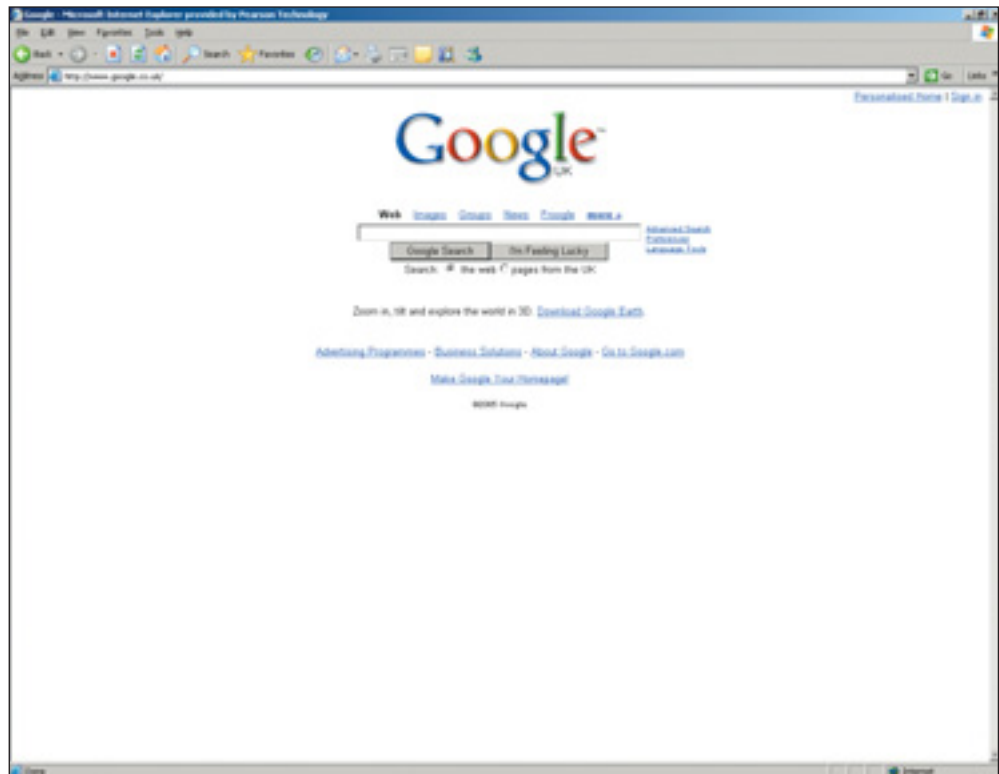 Google - Microsoft Internet Explorer provided by Pearson Technology
File Edit View Favorites Tools Help
Back Search Favorites
Address http://www.google.co.uk/ Go Links
Personalised Home | Sign in
Google™
UK
Web Images Groups News Froogle more »
Advanced Search
Preferences
Language Tools
Google Search I'm Feeling Lucky
Search: the web pages from the UK
Zoom in, tilt and explore the world in 3D. Download Google Earth.
Advertising Programmes - Business Solutions - About Google - Go to Google.com
Make Google Your Homepage!
©2005 Google
Done Internet